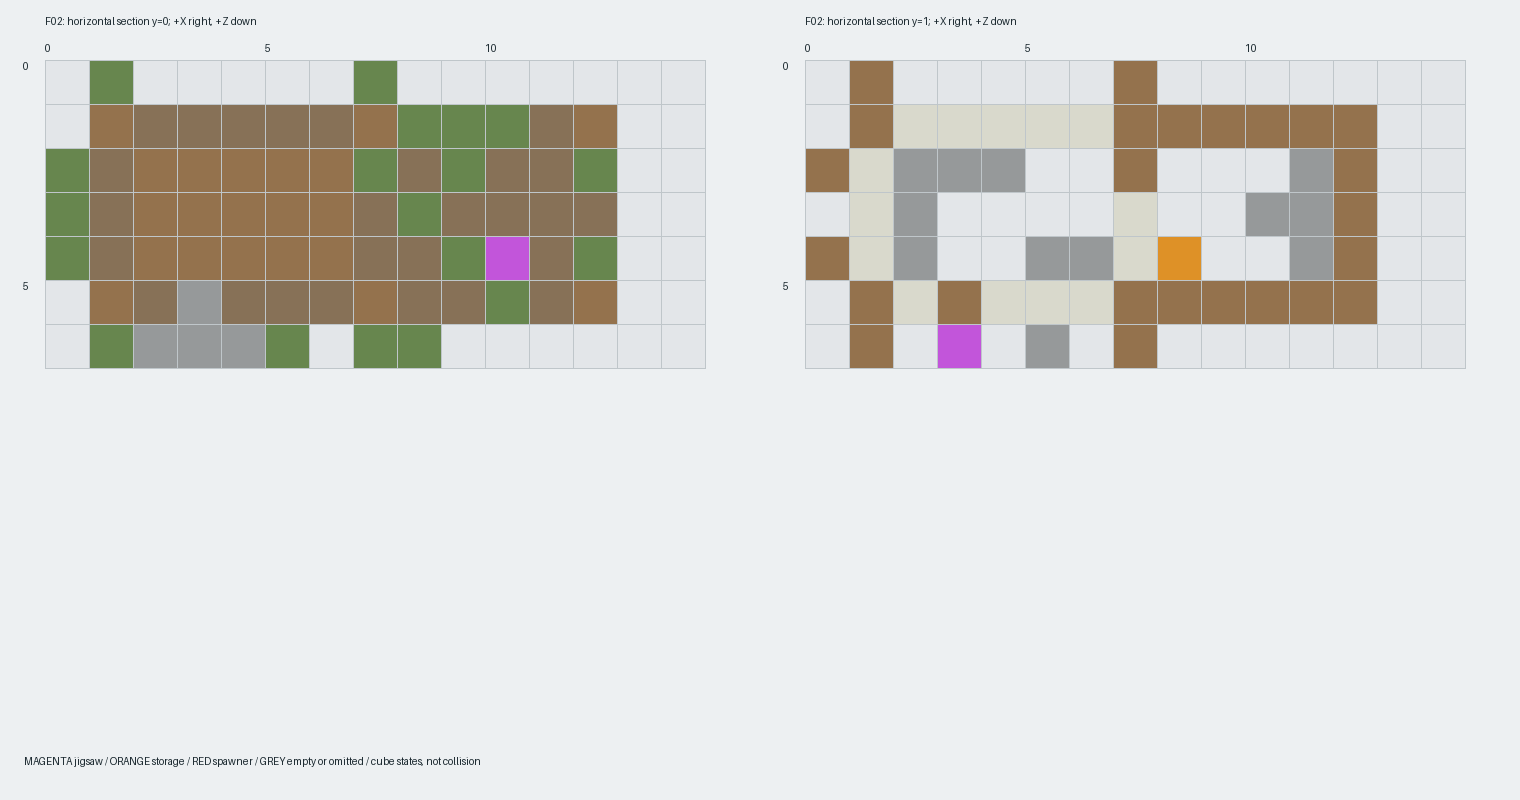 F02: horizontal section y=0; +X right, +Z down
F02: horizontal section y=1; +X right, +Z down
0 5 10
0 5 10
0
0
5
5
MAGENTA jigsaw / ORANGE storage / RED spawner / GREY empty or omitted / cube states, not collision